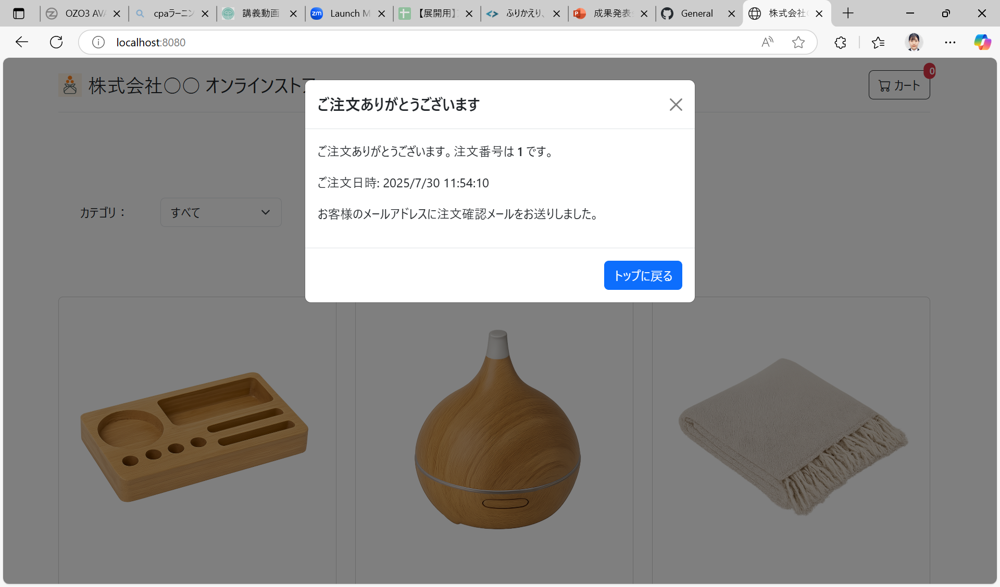 OZO3 AV
cpaラーニン
講義動画
zm
Launch M
【展開用】
ふりかえり、
成果発表
General
株式会社
localhost:8080
株式会社〇〇 オンラインスト
0
カート
ご注文ありがとうございます
ご注文ありがとうございます。注文番号は 1 です。
ご注文日時: 2025/7/30 11:54:10
お客様のメールアドレスに注文確認メールをお送りしました。
カテゴリ：
すべて
トップに戻る